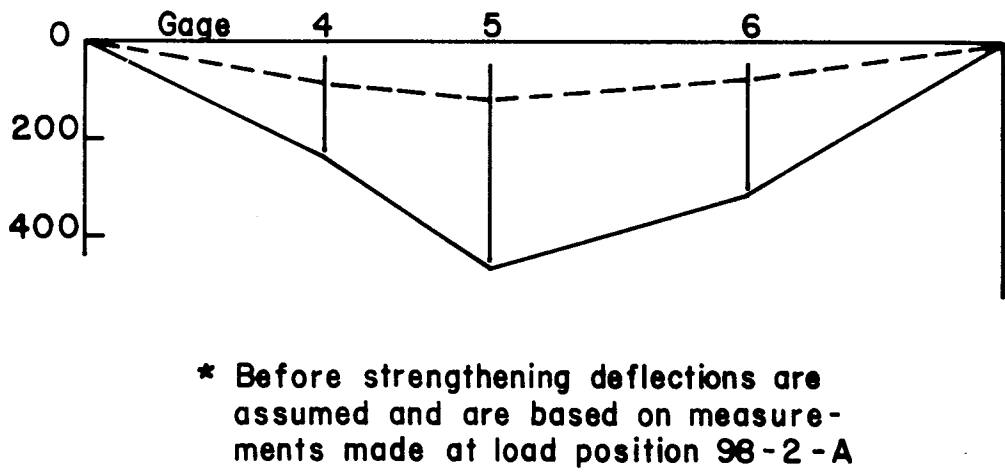 Gage 4 5 6
0
200
400
* Before strengthening deflections are
assumed and are based on measure-
ments made at load position 98-2-A